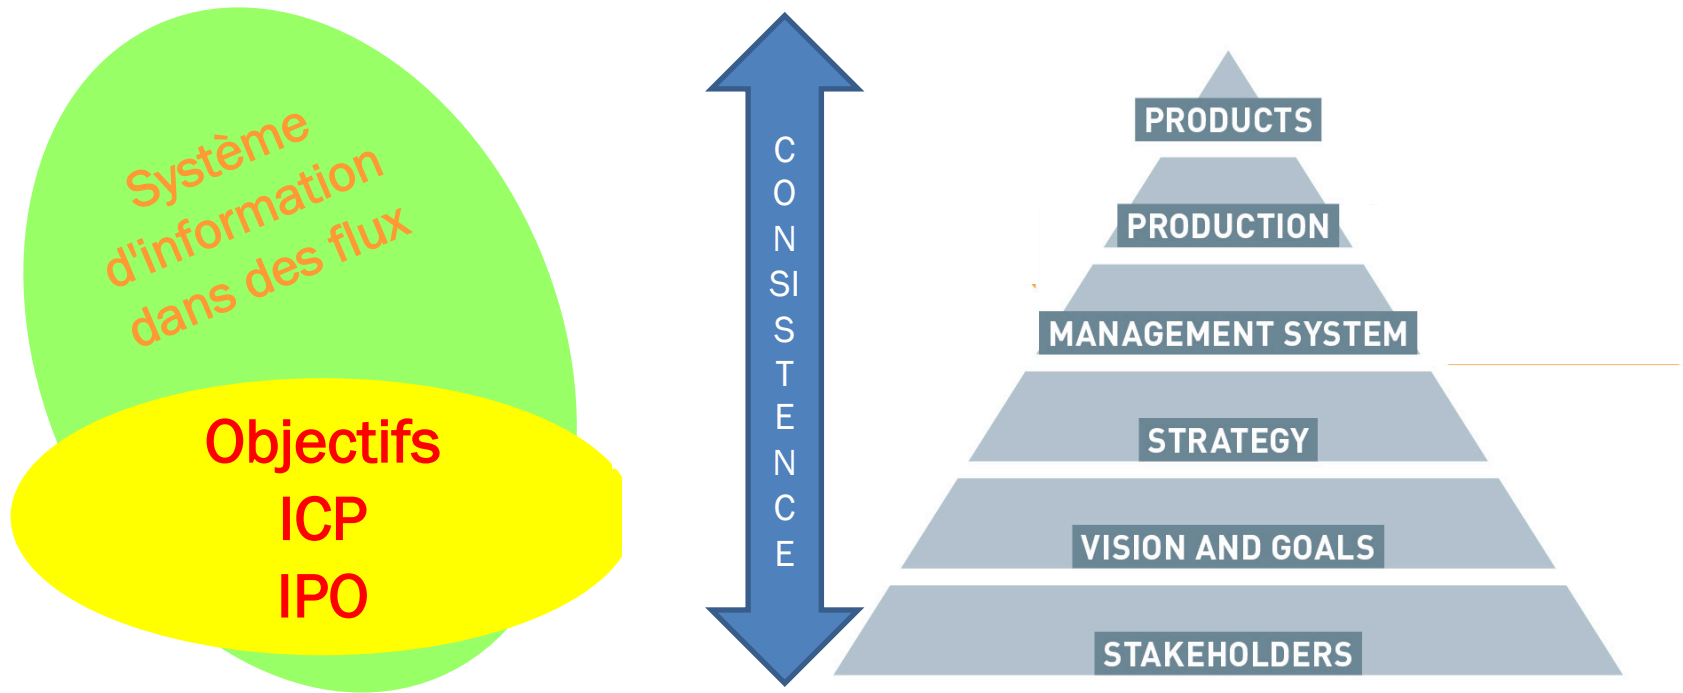 Système
d'information
dans des flux
Objectifs
ICP
IPO
C
O
N
SI
S
T
E
N
C
E
PRODUCTS
PRODUCTION
MANAGEMENT SYSTEM
STRATEGY
VISION AND GOALS
STAKEHOLDERS